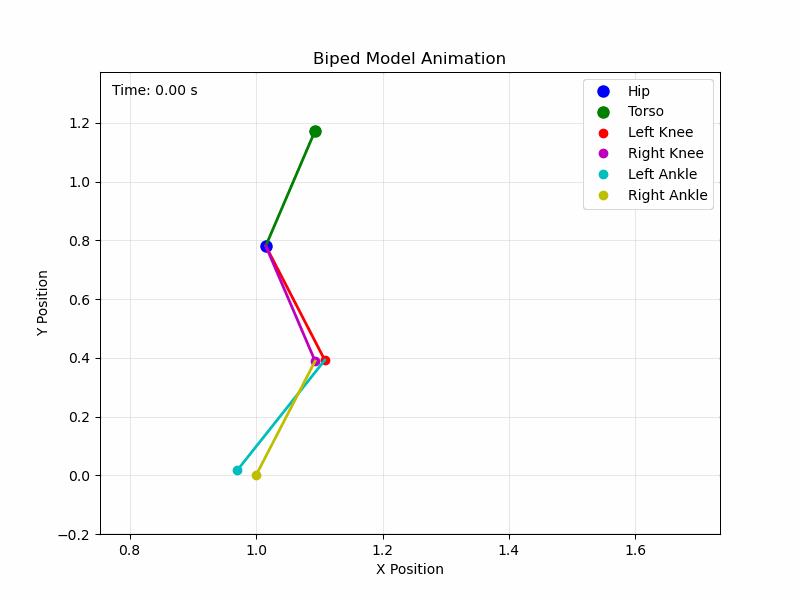 Biped Model Animation
Time: 0.00 s
Hip
Torso
Left Knee
Right Knee
Left Ankle
Right Ankle
Y Position
1.2
1.0
0.8
0.6
0.4
0.2
0.0
−0.2
0.8 1.0 1.2 1.4 1.6
X Position